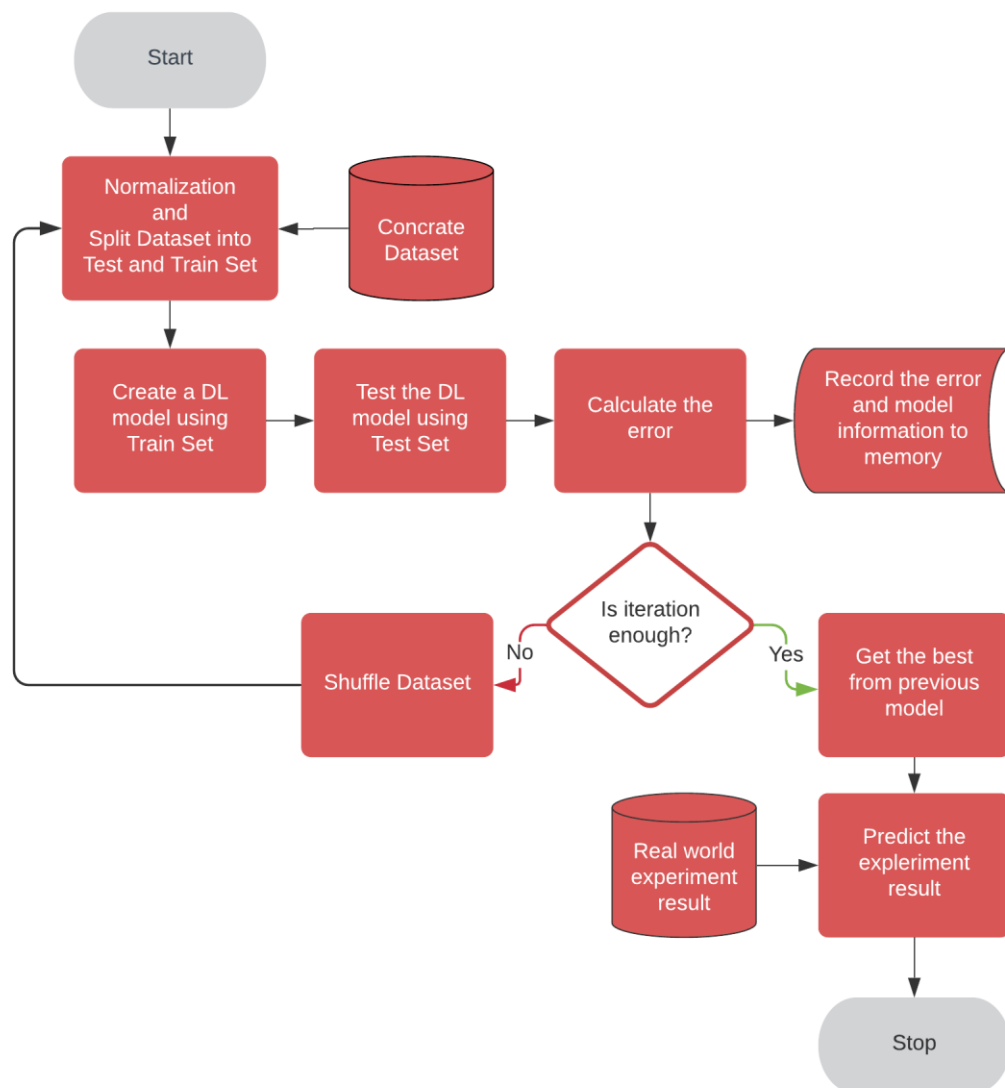 Start
Normalization
and
Split Dataset into
Test and Train Set
Concrate
Dataset
Create a DL
model using
Train Set
Test the DL
model using
Test Set
Calculate the
error
Record the error
and model
information to
memory
Is iteration
enough?
No
Yes
Shuffle Dataset
Get the best
from previous
model
Real world
experiment
result
Predict the
expleriment
result
Stop